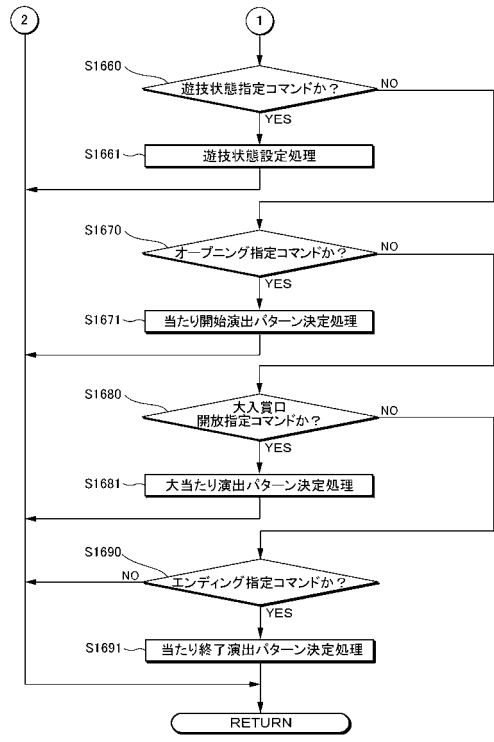 2
1
S1660
遊技状態指定コマンドか？
NO
YES
S1661
遊技状態設定処理
S1670
オープニング指定コマンドか？
NO
YES
S1671
当たり開始演出パターン決定処理
S1680
大入賞口
開放指定コマンドか？
NO
YES
S1681
大当たり演出パターン決定処理
S1690
エンディング指定コマンドか？
NO
YES
S1691
当たり終了演出パターン決定処理
RETURN